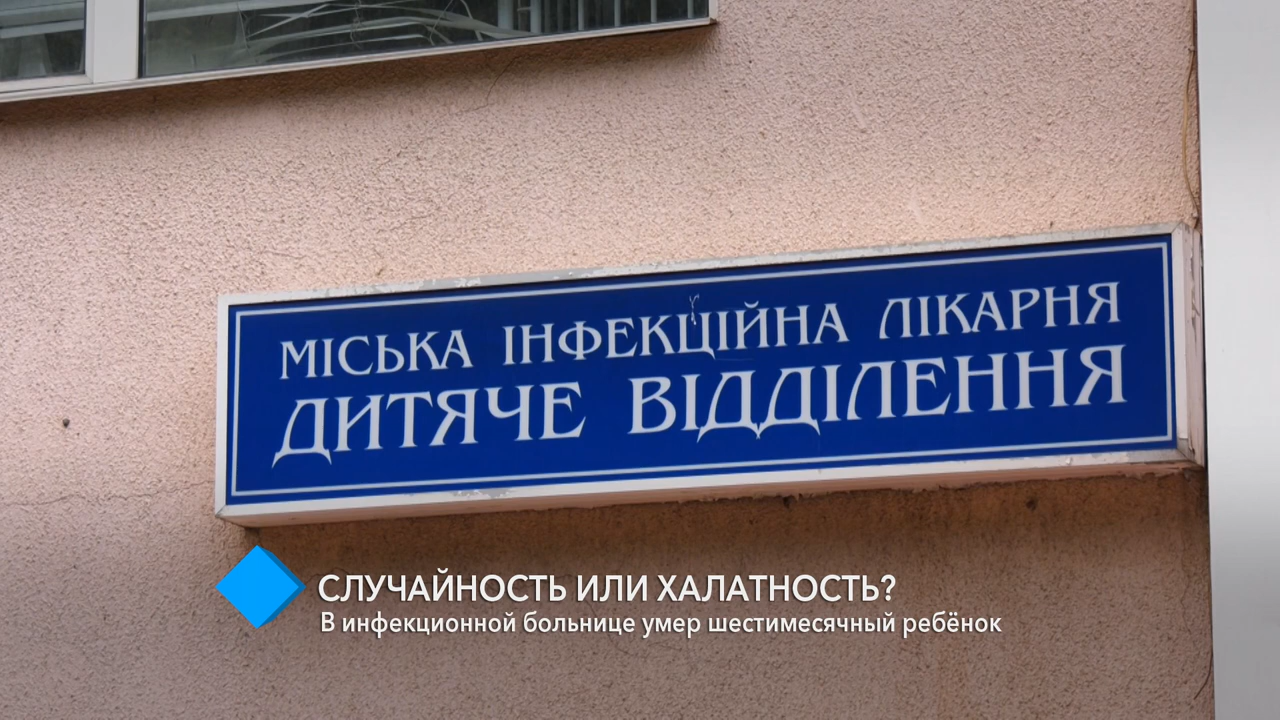 МІСЬКА ІНФЕКЦІЙНА ЛІКАРНЯ
ДИТЯЧЕ ВІДДІЛЕННЯ
СЛУЧАЙНОСТЬ ИЛИ ХАЛАТНОСТЬ?
В инфекционной больнице умер шестимесячный ребёнок